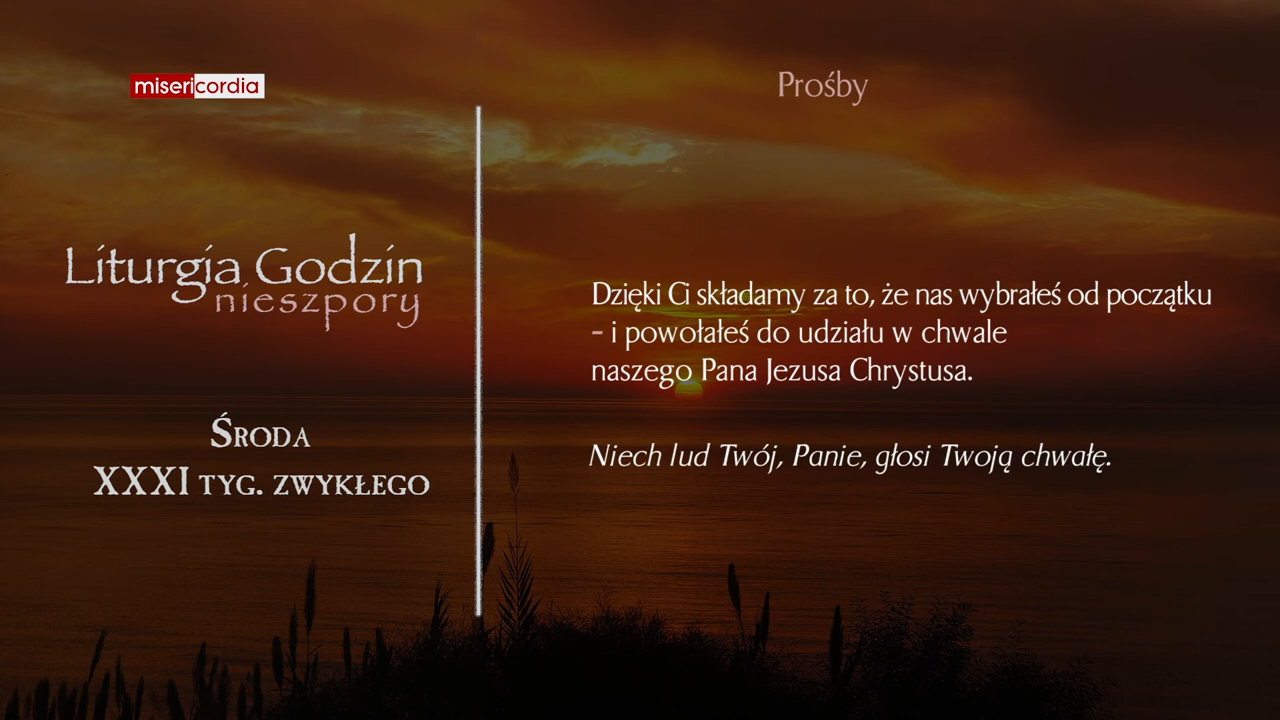 misericordia
Liturgia Godzin
nieszpory
Środa
XXXI tyg. zwykłego
Prośby
Dzięki Ci składamy za to, że nas wybrałeś od początku
- i powołałeś do udziału w chwale
naszego Pana Jezusa Chrystusa.
Niech lud Twój, Panie, głosi Twoją chwałę.